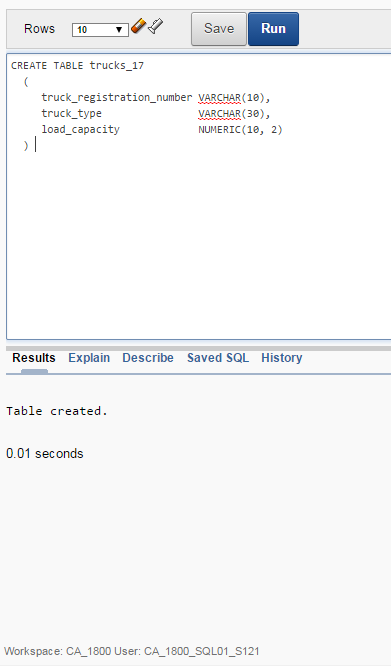 Rows 10 Save Run
CREATE TABLE trucks_17
(
truck_registration_number VARCHAR(10),
truck_type VARCHAR(30),
load_capacity NUMERIC(10, 2)
)
Results Explain Describe Saved SQL History
Table created.
0.01 seconds
Workspace: CA_1800 User: CA_1800_SQL01_S121